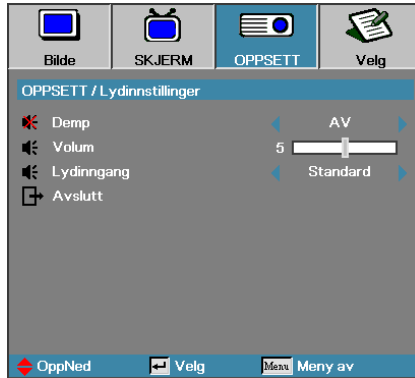 Bilde SKJERM OPPSETT Velg
OPPSETT / Lydinnstillinger
Demp AV
Volum 5
Lydinngang Standard
Avslutt
OppNed Velg Menu Meny av